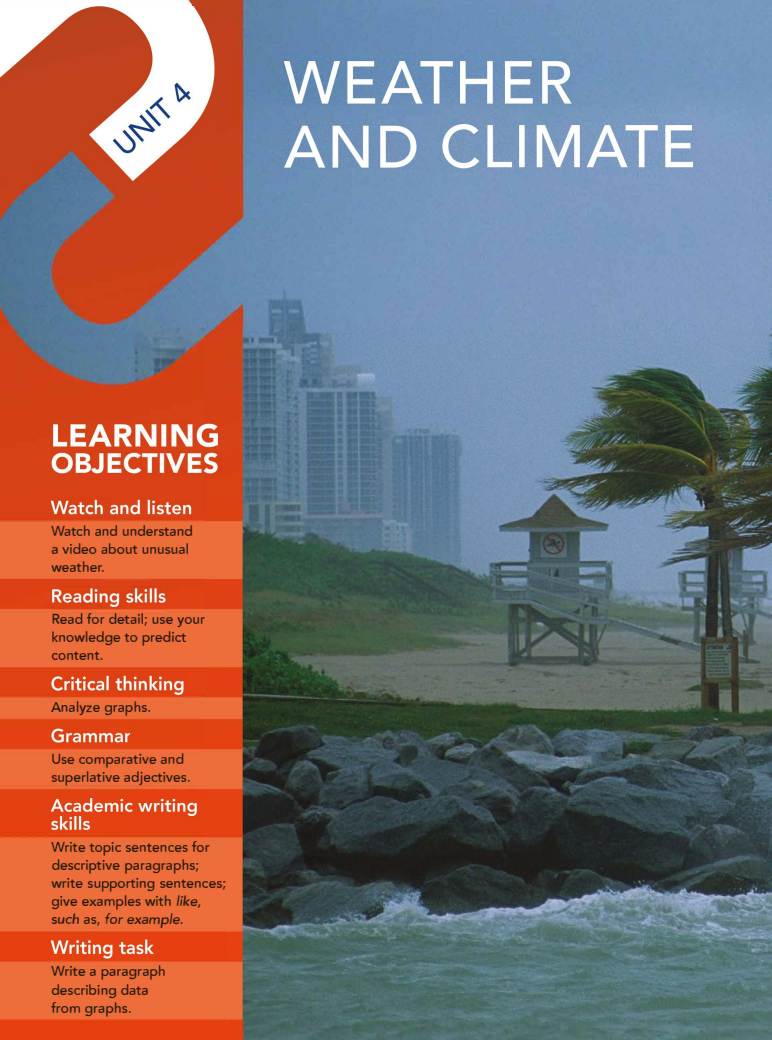 UNIT 4
WEATHER
AND CLIMATE
LEARNING
OBJECTIVES
Watch and listen
Watch and understand
a video about unusual
weather.
Reading skills
Read for detail; use your
knowledge to predict
content.
Critical thinking
Analyze graphs.
Grammar
Use comparative and
superlative adjectives.
Academic writing
skills
Write topic sentences for
descriptive paragraphs;
write supporting sentences;
give examples with like,
such as, for example.
Writing task
Write a paragraph
describing data
from graphs.